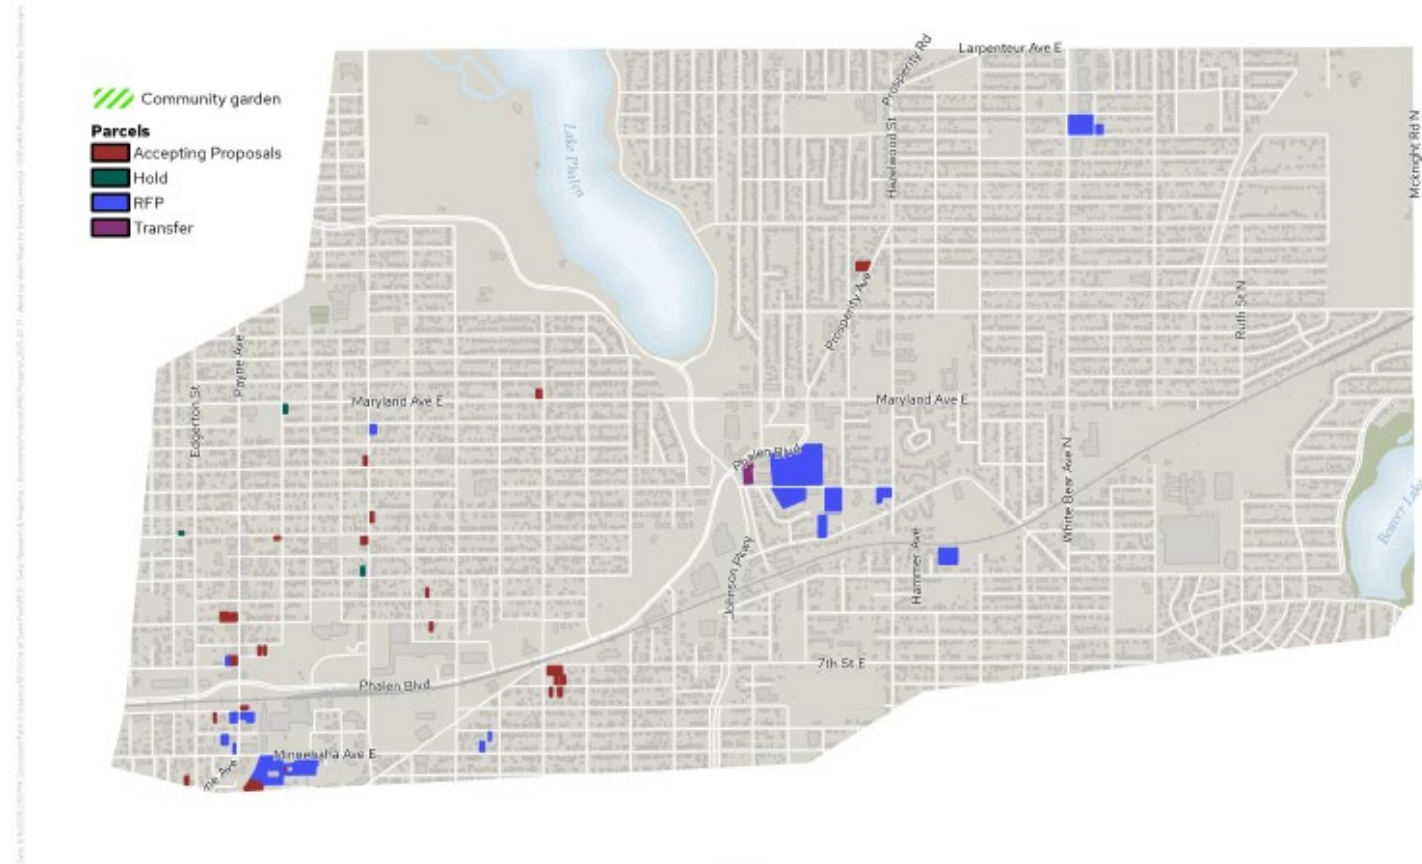 Larpenteur Ave E
Prosperity Rd
Community garden
Parcels
Accepting Proposals
Hold
RFP
Transfer
Lake Phalen
Hazelwood St
Mcknight Rd N
Prosperity Ave
Ruth St N
Payne Ave
Edgerton St
Maryland Ave E
Maryland Ave E
Phalen Blvd
White Bear Ave N
Beaver Lake
Johnson Pkwy
Hammer Ave
7th St E
Phalen Blvd
Minnehaha Ave E
Ave